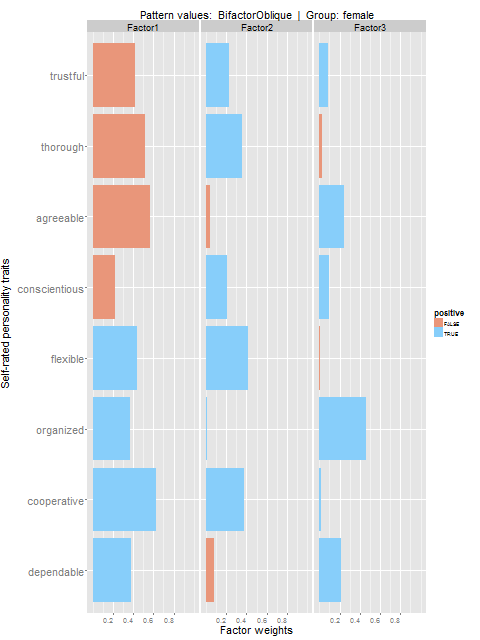 Pattern values: BifactorOblique | Group: female
Factor1 Factor2 Factor3
Self-rated personality traits
trustful
thorough
agreeable
conscientious
flexible
organized
cooperative
dependable
positive
FALSE
TRUE
0.2 0.4 0.6 0.8 0.2 0.4 0.6 0.8 0.2 0.4 0.6 0.8
Factor weights